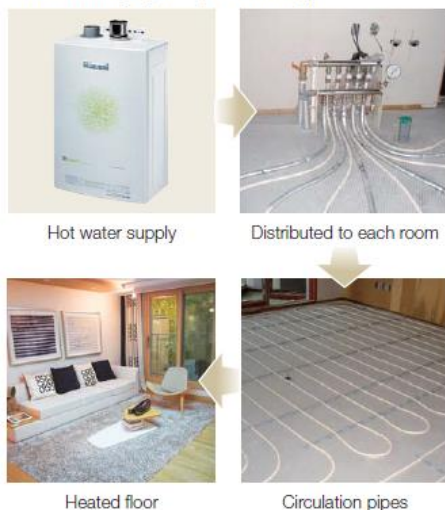 Rinnai
Hot water supply
Distributed to each room
Heated floor
Circulation pipes